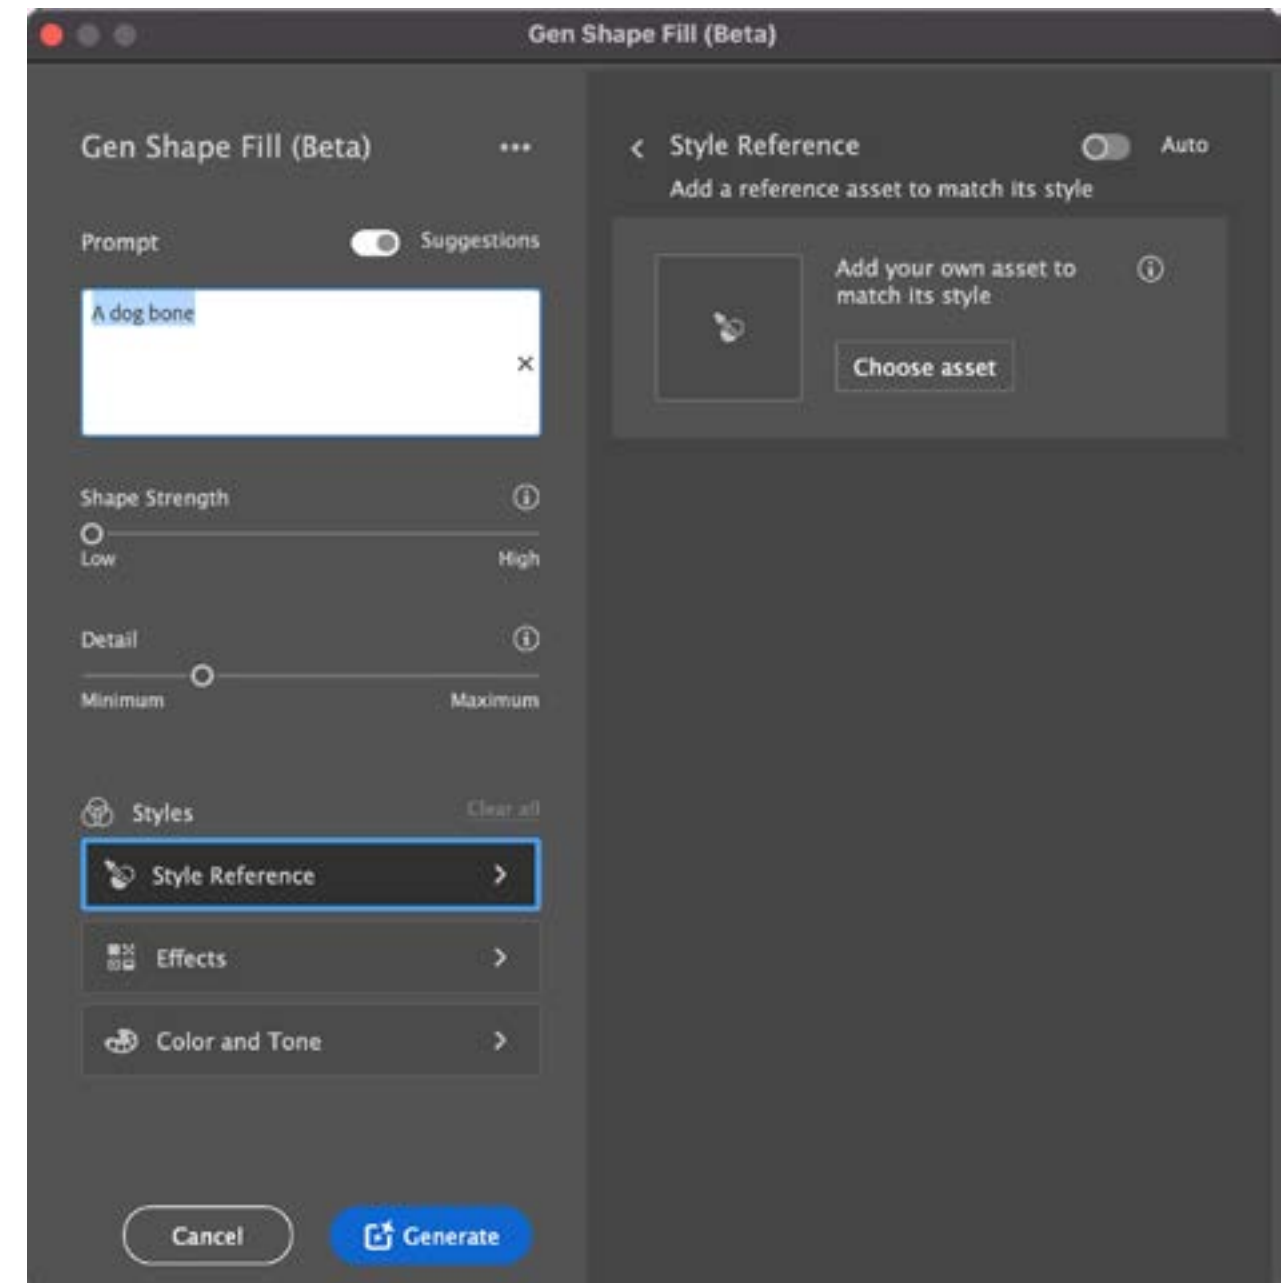 Gen Shape Fill (Beta)
Gen Shape Fill (Beta)
Prompt
Suggestions
A dog bone
Shape Strength
Low
High
Detail
Minimum
Maximum
Styles
Clear all
Style Reference
Effects
Color and Tone
Cancel
Generate
Style Reference
Auto
Add a reference asset to match its style
Add your own asset to
match its style
Choose asset